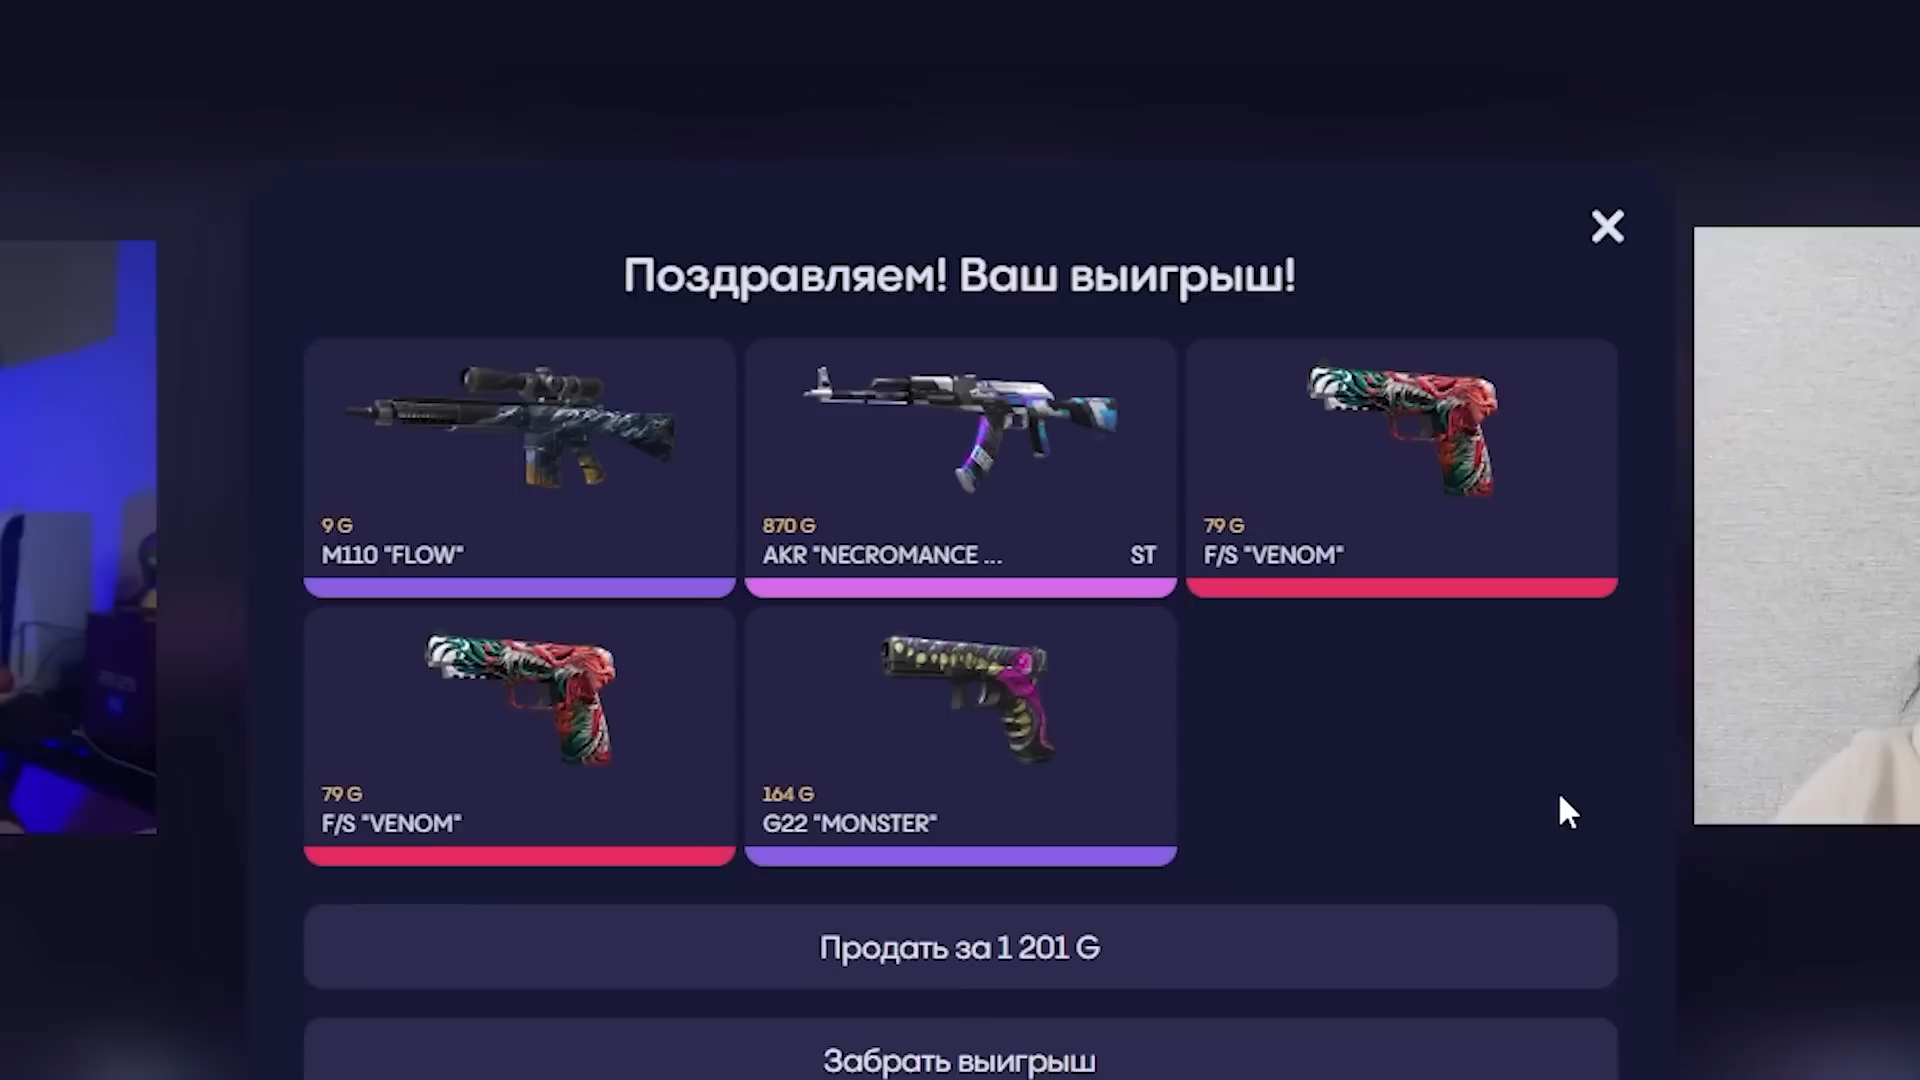 Поздравляем! Ваш выигрыш!
9 G
M110 "FLOW"
870 G
AKR "NECROMANCE ...
ST
79 G
F/S "VENOM"
79 G
F/S "VENOM"
164 G
G22 "MONSTER"
Продать за 1 201 G
Забрать выигрыш